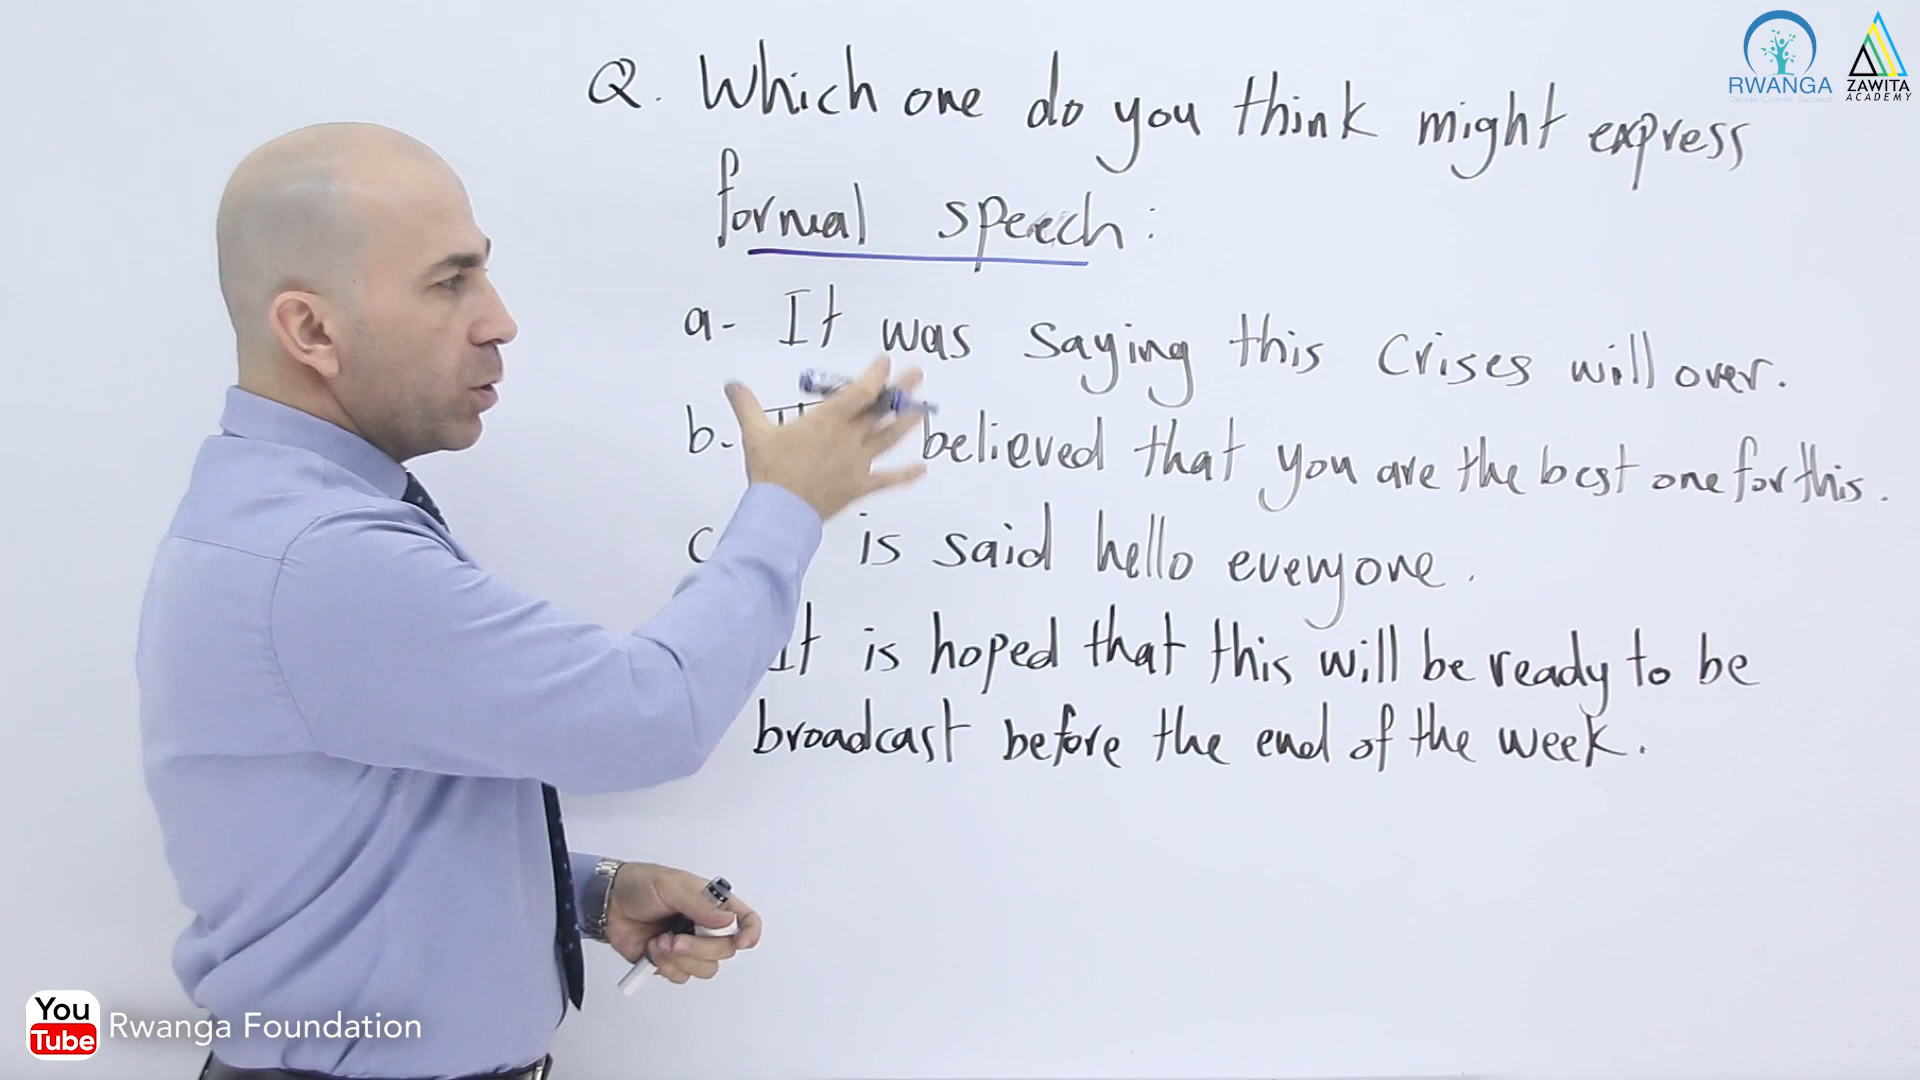 Q. Which one do you think might express
formal speech:
a- It was saying this crises will over.
b- believed that you are the best one for this.
c is said hello everyone.
It is hoped that this will be ready to be
broadcast before the end of the week.
RWANGA
ZAWITA
ACADEMY
You
Tube
Rwanga Foundation